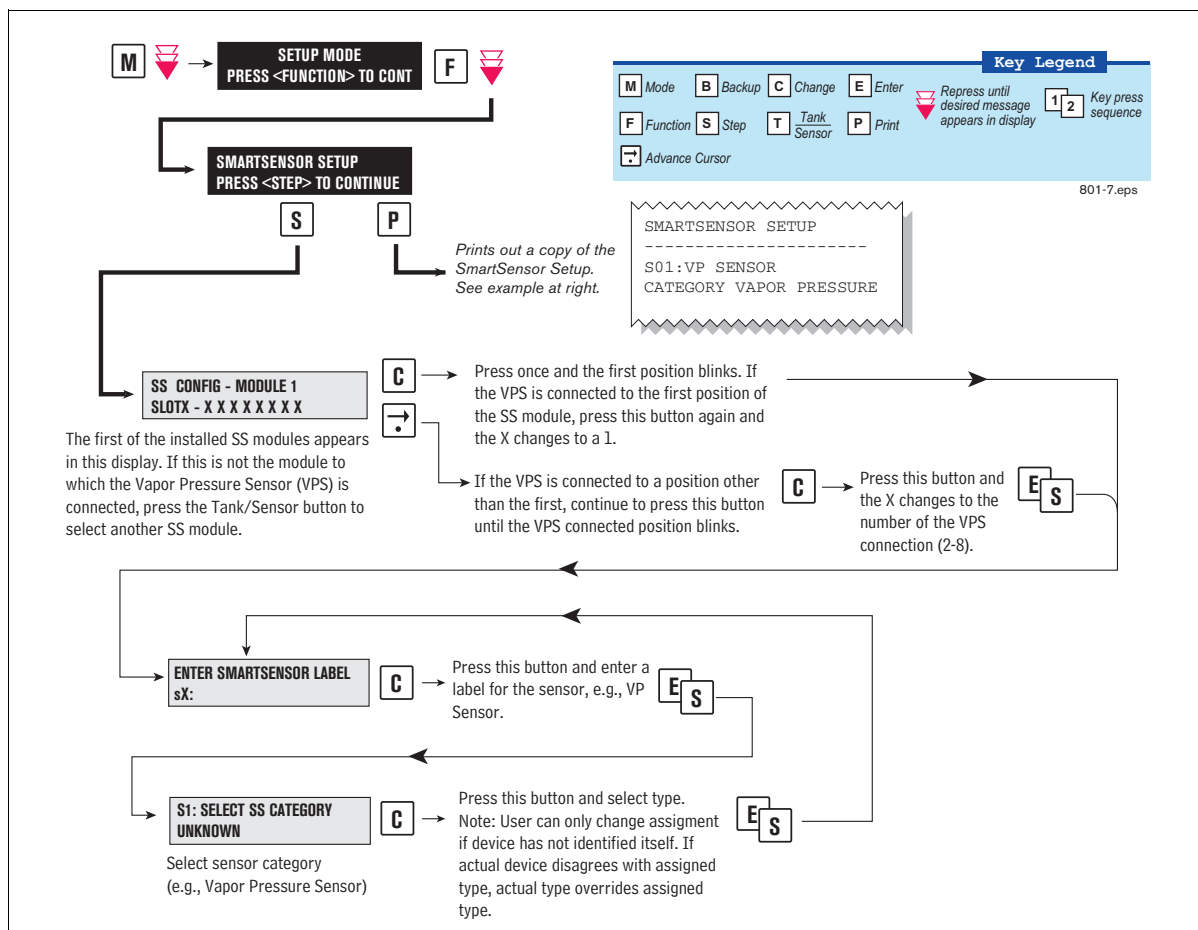 M
SETUP MODE
PRESS <FUNCTION> TO CONT
F
Key Legend
M Mode
B Backup
C Change
E Enter
Repress until
desired message
appears in display
1 2
Key press
sequence
F Function
S Step
T Tank
Sensor
P Print
Advance Cursor
801-7.eps
SMARTSENSOR SETUP
PRESS <STEP> TO CONTINUE
S
P
Prints out a copy of the
SmartSensor Setup.
See example at right.
SMARTSENSOR SETUP
----------------------
S01:VP SENSOR
CATEGORY VAPOR PRESSURE
SS CONFIG - MODULE 1
SLOTX - X X X X X X X X
The first of the installed SS modules appears
in this display. If this is not the module to
which the Vapor Pressure Sensor (VPS) is
connected, press the Tank/Sensor button to
select another SS module.
C
Press once and the first position blinks. If
the VPS is connected to the first position of
the SS module, press this button again and
the X changes to a 1.
If the VPS is connected to a position other
than the first, continue to press this button
until the VPS connected position blinks.
C
Press this button and
the X changes to the
number of the VPS
connection (2-8).
E
S
ENTER SMARTSENSOR LABEL
sX:
C
Press this button and enter a
label for the sensor, e.g., VP
Sensor.
E
S
S1: SELECT SS CATEGORY
UNKNOWN
Select sensor category
(e.g., Vapor Pressure Sensor)
C
Press this button and select type.
Note: User can only change assigment
if device has not identified itself. If
actual device disagrees with assigned
type, actual type overrides assigned
type.
E
S